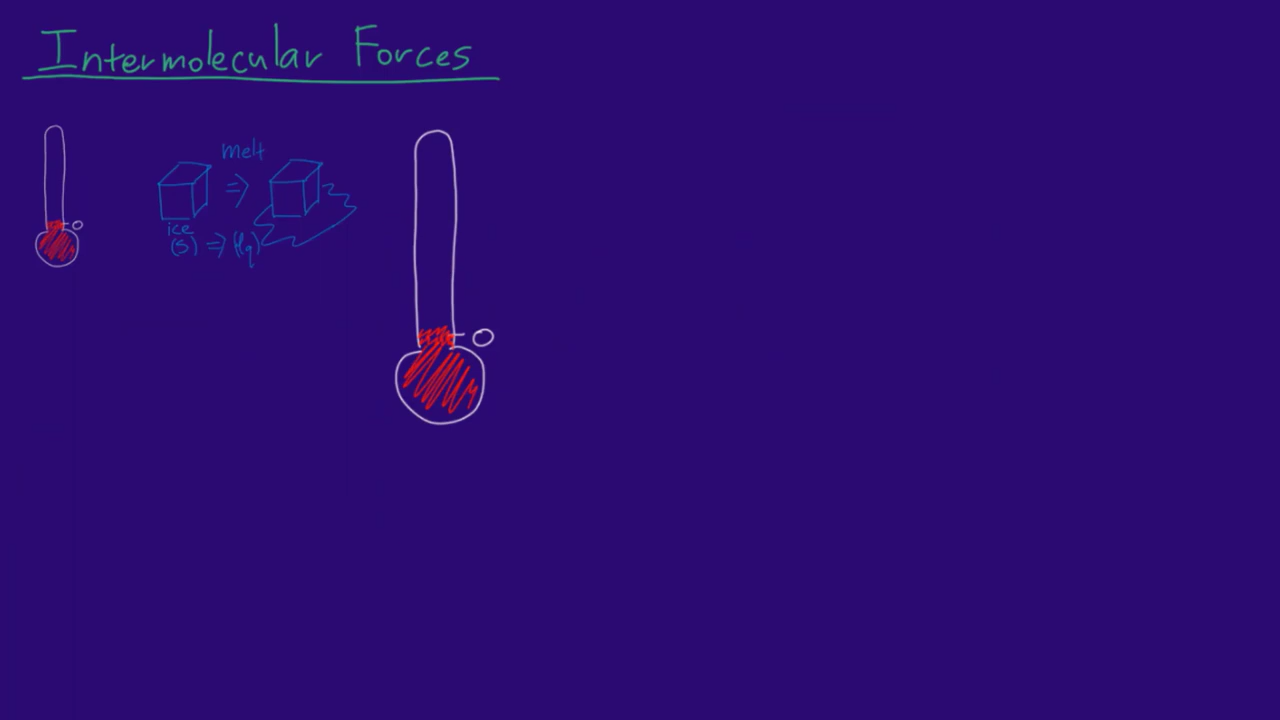 Intermolecular Forces
melt
⇒
ice
(s) ⇒ (lq)
0
0